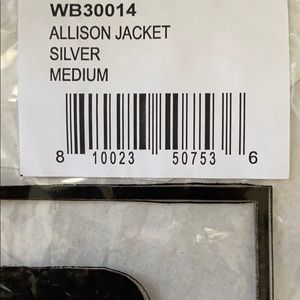 WB30014
ALLISON JACKET
SILVER
MEDIUM
8 10023 50753 6